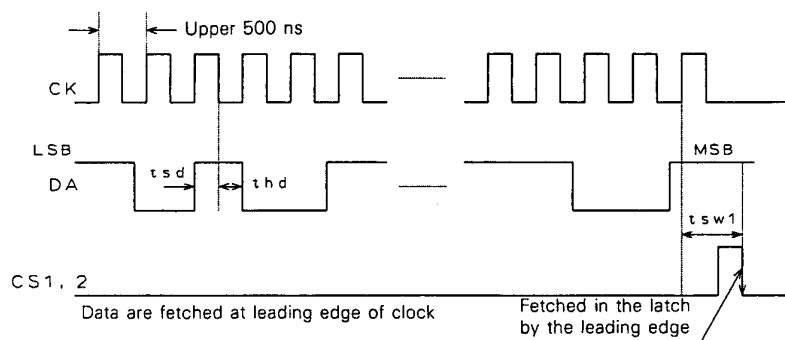 Upper 500 ns
CK
LSB
MSB
DA
tsd
thd
tsw1
CS1, 2
Data are fetched at leading edge of clock
Fetched in the latch
by the leading edge